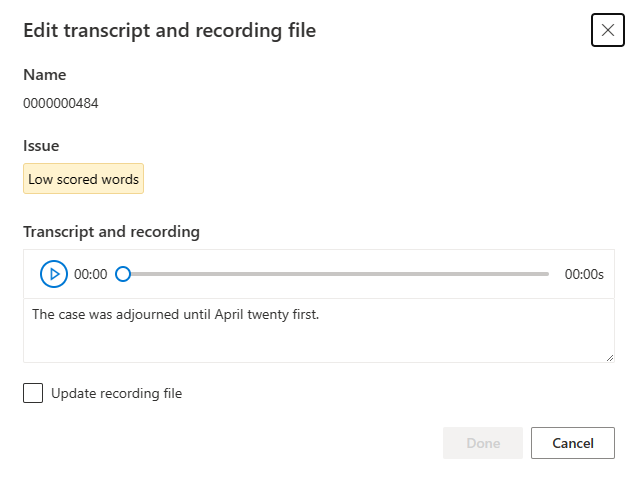 Edit transcript and recording file
Name
0000000484
Issue
Low scored words
Transcript and recording
00:00 00:00s
The case was adjourned until April twenty first.
Update recording file
Done Cancel